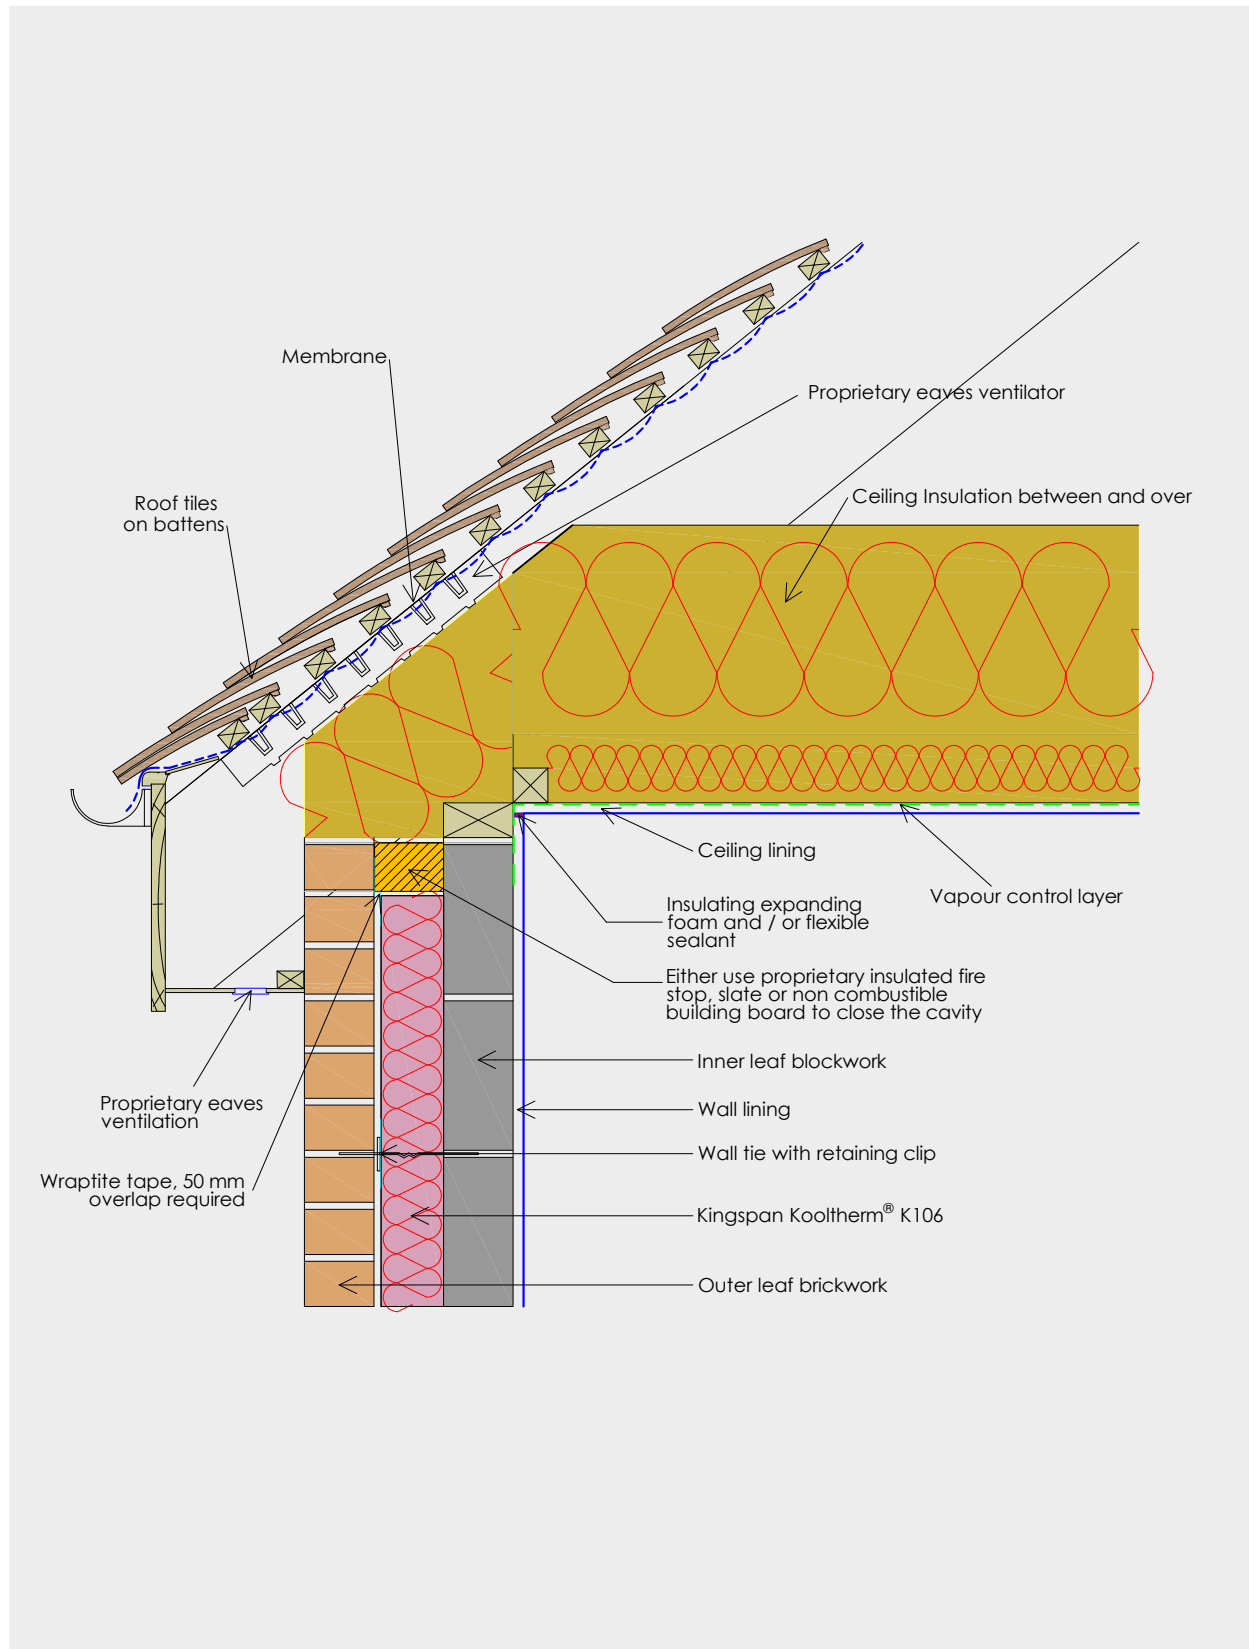 Membrane
Proprietary eaves ventilator
Roof tiles
on battens
Ceiling Insulation between and over
Ceiling lining
Vapour control layer
Insulating expanding
foam and / or flexible
sealant
Either use proprietary insulated fire
stop, slate or non combustible
building board to close the cavity
Inner leaf blockwork
Proprietary eaves
ventilation
Wall lining
Wall tie with retaining clip
Wraptite tape, 50 mm
overlap required
Kingspan Kooltherm® K106
Outer leaf brickwork